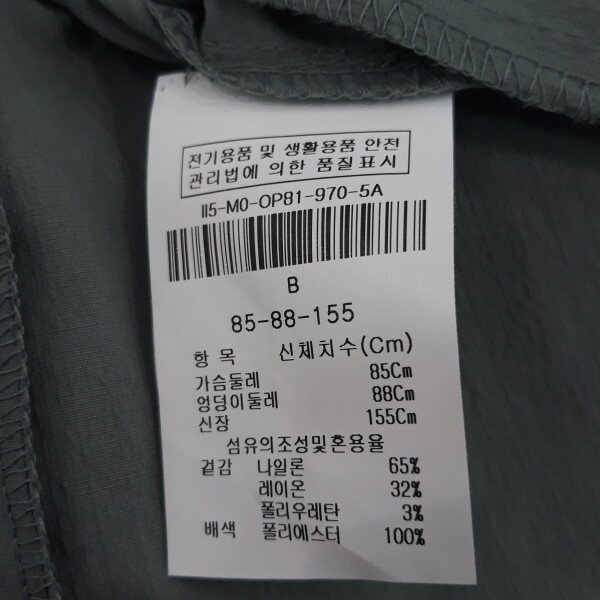 전기용품 및 생활용품 안전
관리법에 의한 품질표시
II5-M0-OP81-970-5A
B
85-88-155
항 목 신체치수(Cm)
가슴둘레 85Cm
엉덩이둘레 88Cm
신장 155Cm
섬유의조성및혼용율
겉감 나일론 65%
레이온 32%
폴리우레탄 3%
배색 폴리에스터 100%